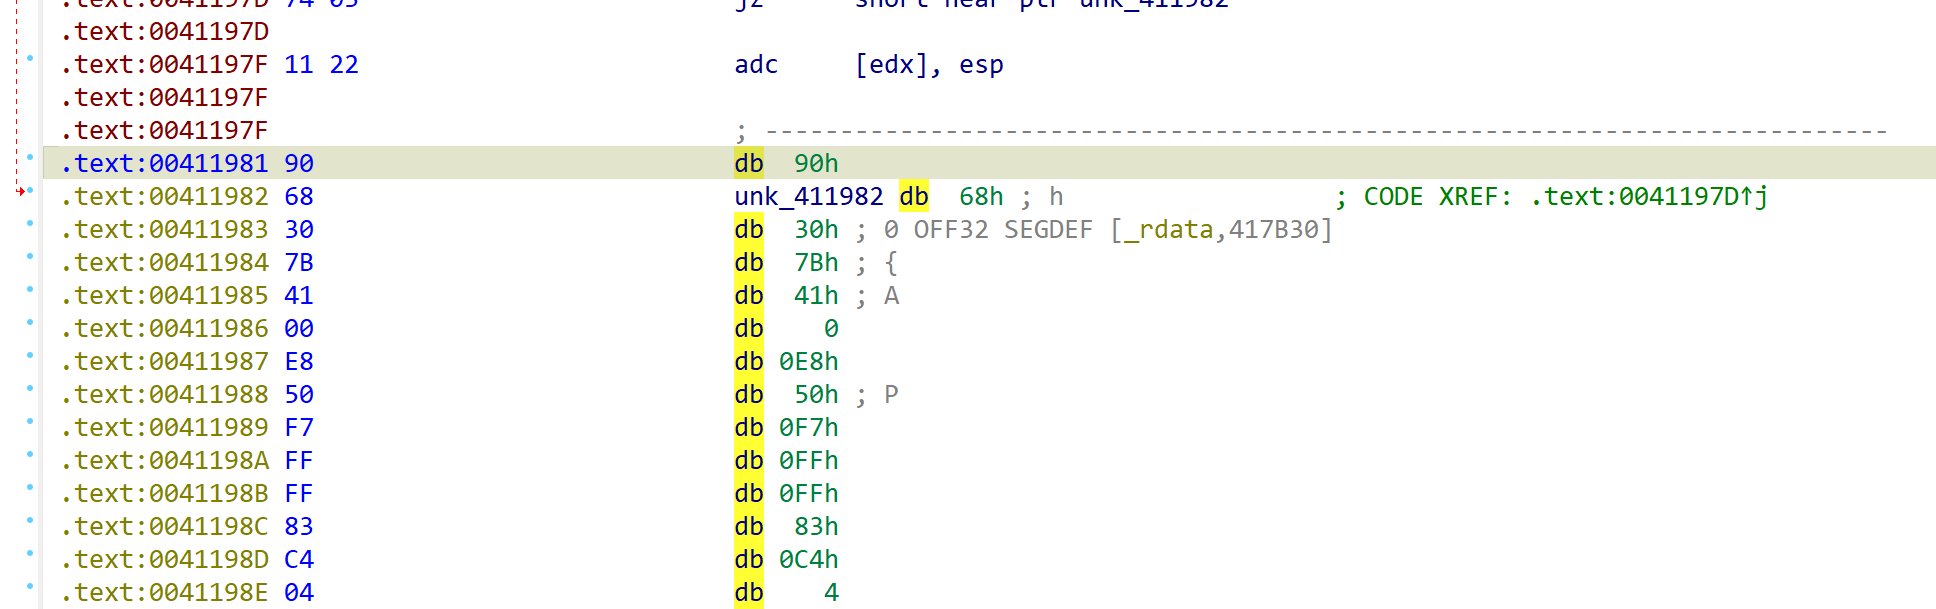 .text:0041197D 74 03 jz short near ptr unk_411982
.text:0041197D
.text:0041197F 11 22 adc [edx], esp
.text:0041197F
.text:0041197F ; ---------------------------------------------------------------------------
.text:00411981 90 db 90h
.text:00411982 68 unk_411982 db 68h ; h ; CODE XREF: .text:0041197D↑j
.text:00411983 30 db 30h ; 0 OFF32 SEGDEF [_rdata,417B30]
.text:00411984 7B db 7Bh ; {
.text:00411985 41 db 41h ; A
.text:00411986 00 db 0
.text:00411987 E8 db 0E8h
.text:00411988 50 db 50h ; P
.text:00411989 F7 db 0F7h
.text:0041198A FF db 0FFh
.text:0041198B FF db 0FFh
.text:0041198C 83 db 83h
.text:0041198D C4 db 0C4h
.text:0041198E 04 db 4